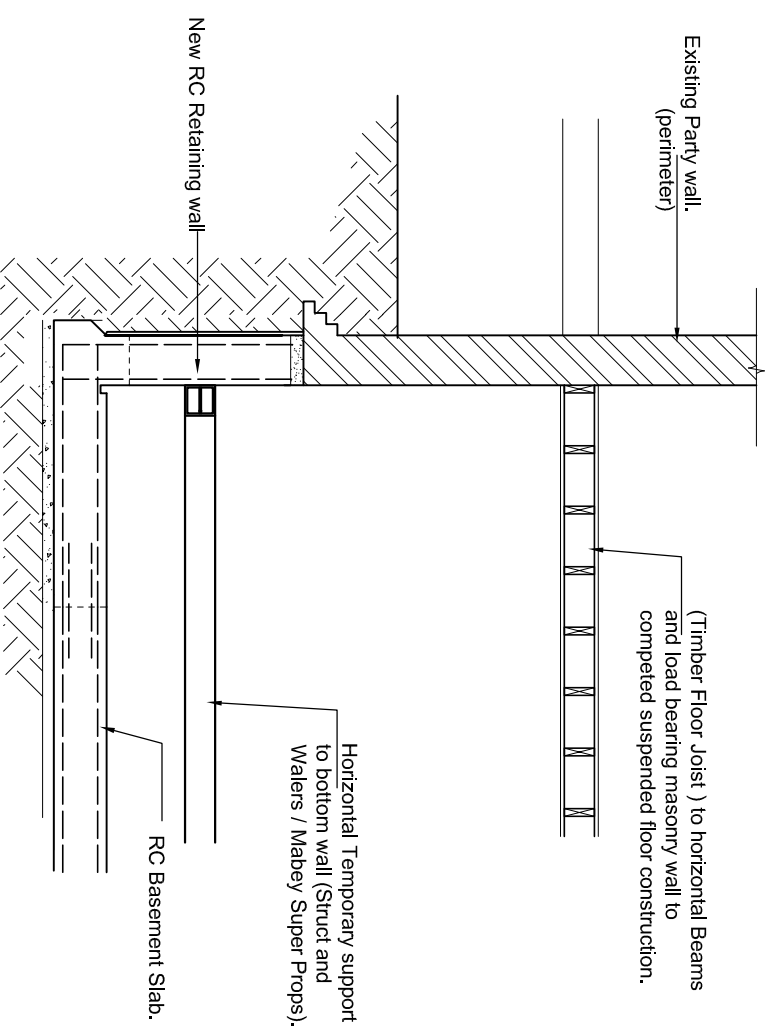 Existing Party wall.
(perimeter)
New RC Retaining wall
(Timber Floor Joist ) to horizontal Beams
and load bearing masonry wall to
competed suspended floor construction.
Horizontal Temporary support
to bottom wall (Struct and
Walers / Mabey Super Props).
RC Basement Slab.